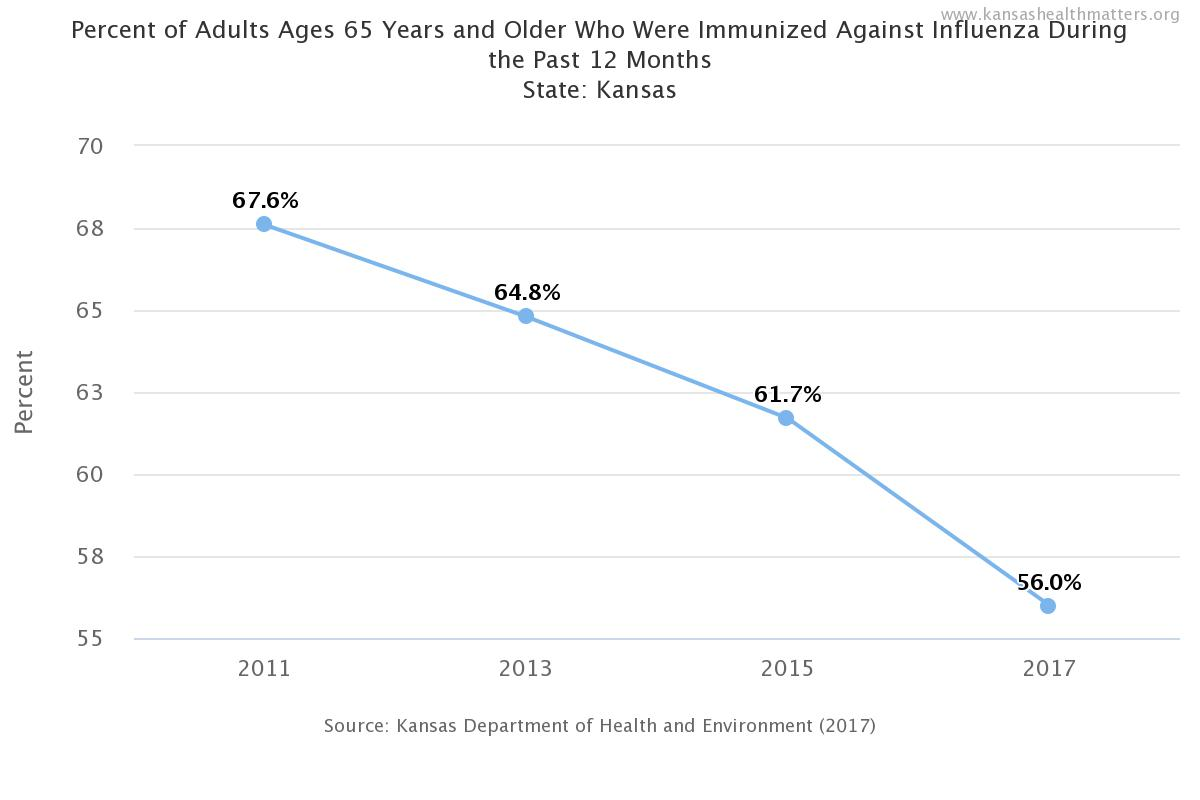 www.kansashealthmatters.org
Percent of Adults Ages 65 Years and Older Who Were Immunized Against Influenza During
the Past 12 Months
State: Kansas
Percent
70
68
65
63
60
58
55
67.6%
64.8%
61.7%
56.0%
2011
2013
2015
2017
Source: Kansas Department of Health and Environment (2017)